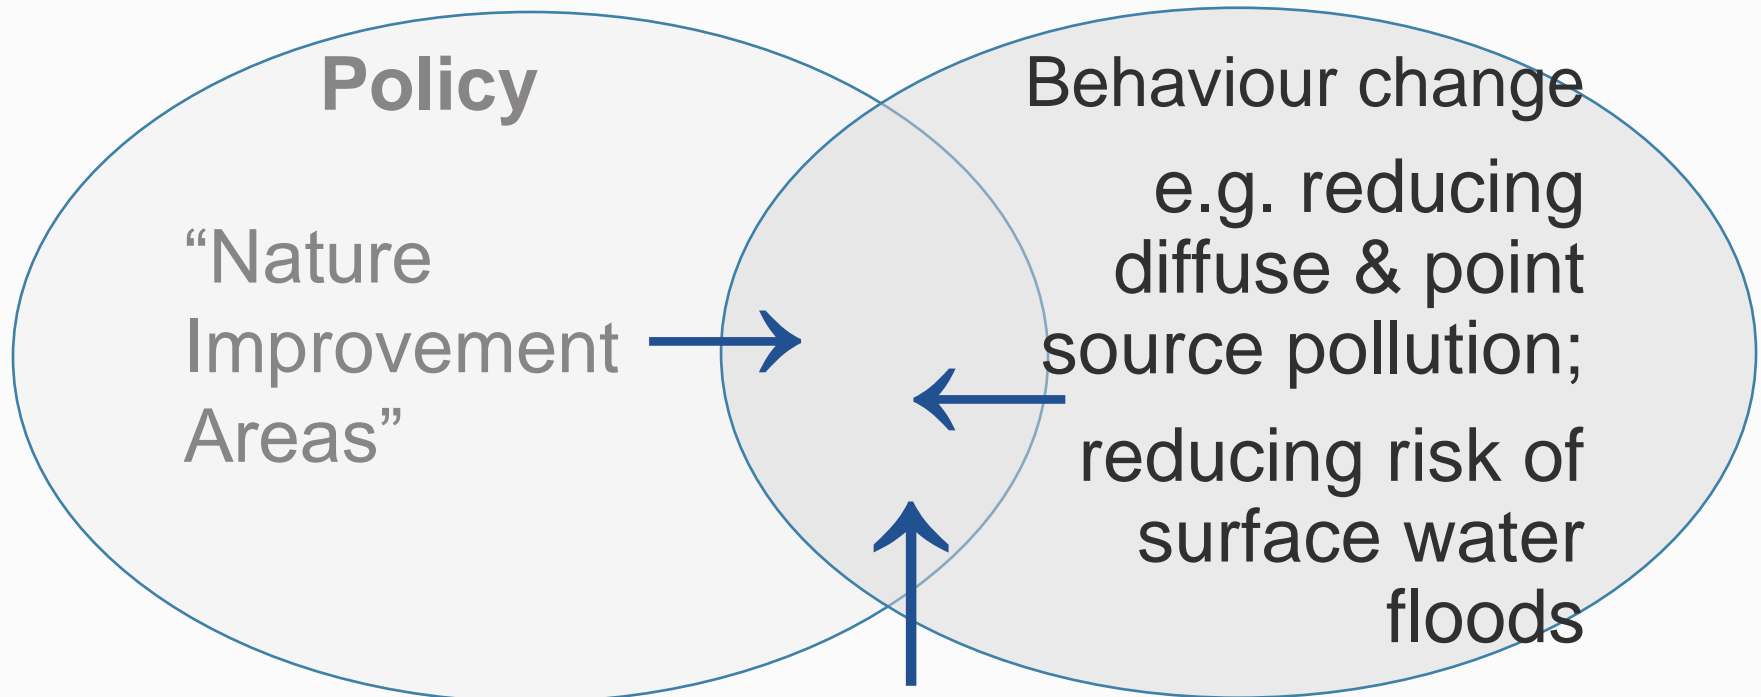 Policy
“Nature
Improvement
Areas”
Behaviour change
e.g. reducing
diffuse & point
source pollution;
reducing risk of
surface water
floods